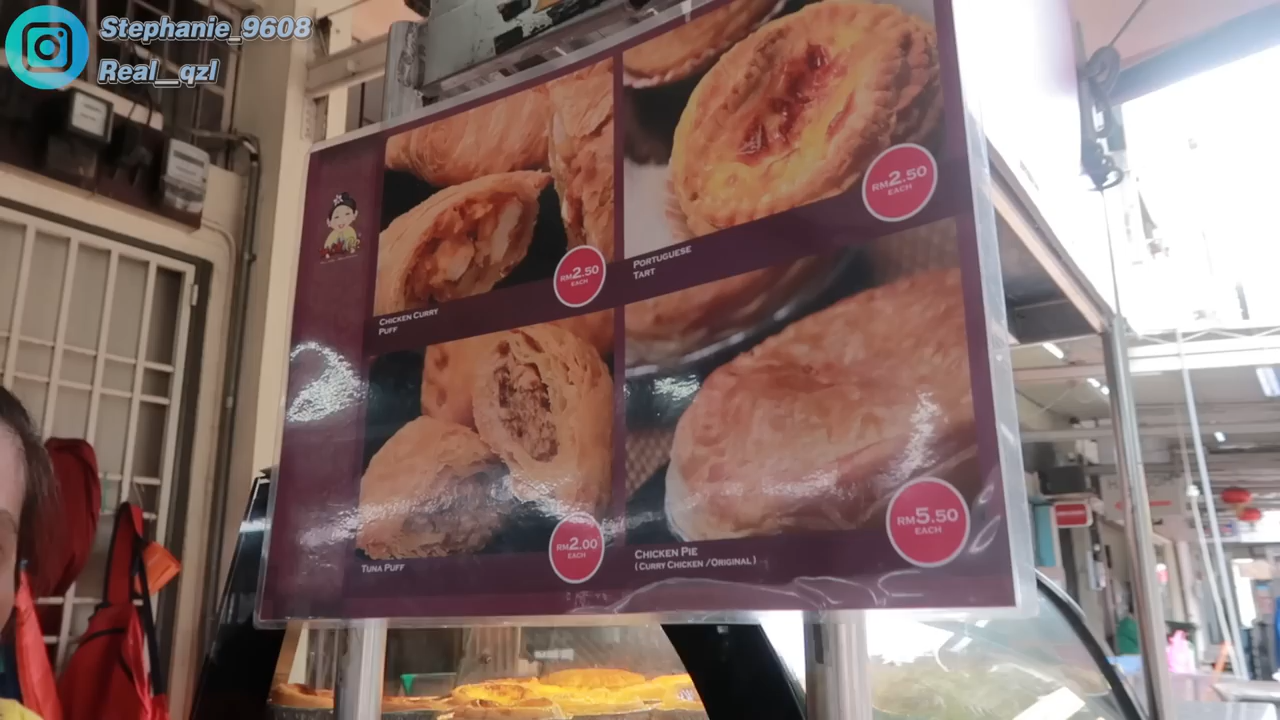 Stephanie_9608
Real__qzl
RM2.50
EACH
CHICKEN CURRY
PUFF
RM2.50
EACH
PORTUGUESE
TART
RM2.00
EACH
TUNA PUFF
RM5.50
EACH
CHICKEN PIE
(CURRY CHICKEN /ORIGINAL)